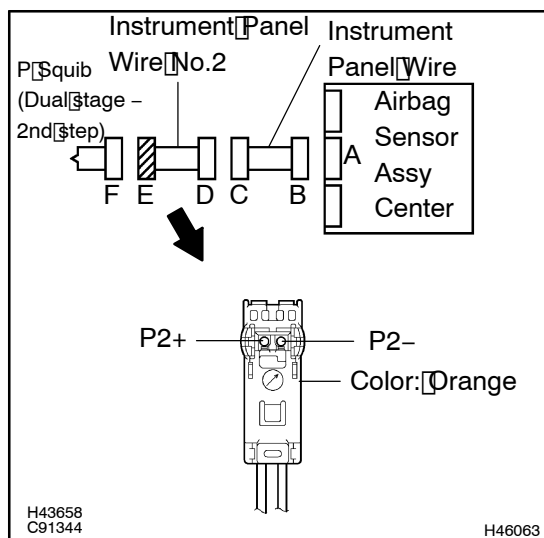 Instrument Panel
Wire No.2
Instrument
Panel Wire
P Squib
(Dual stage –
2nd step)
Airbag
Sensor
Assy
Center
A
F E D C B
P2+
P2–
Color: Orange
H43658
C91344
H46063